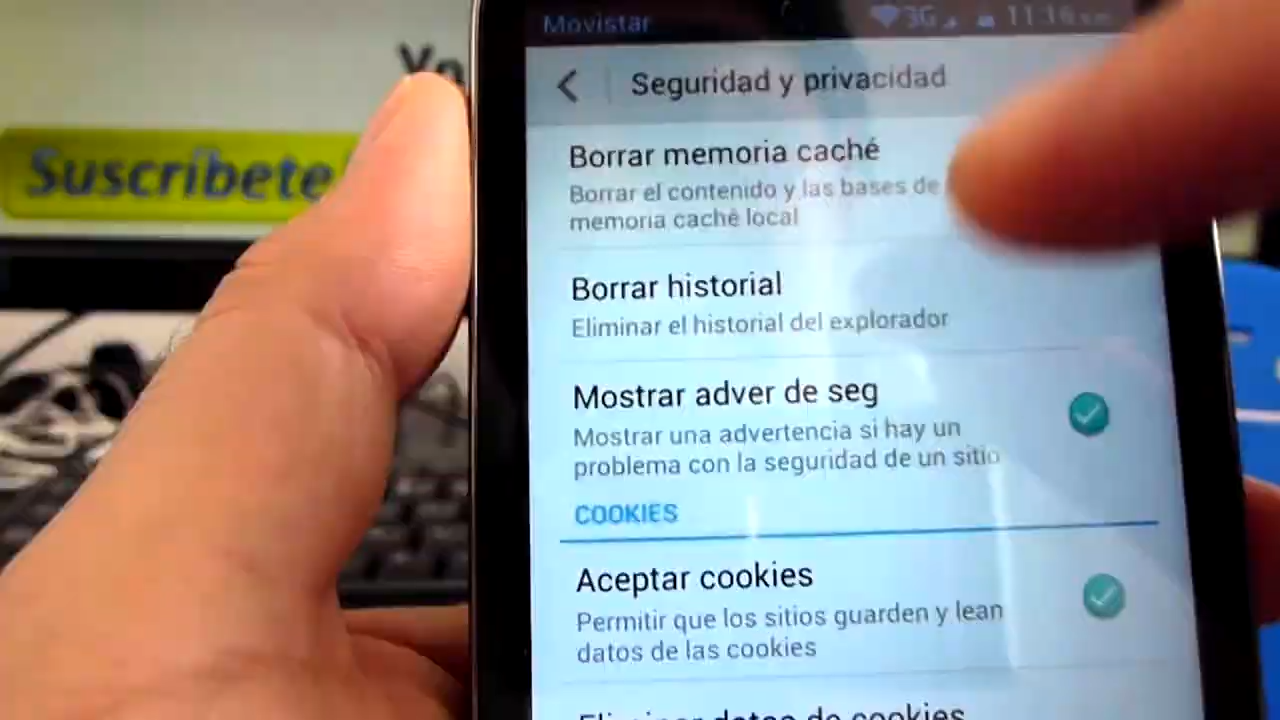 Movistar 3G 11:16 a.m.
Suscríbete
Seguridad y privacidad
Borrar memoria caché
Borrar el contenido y las bases de
memoria caché local
Borrar historial
Eliminar el historial del explorador
Mostrar adver de seg
Mostrar una advertencia si hay un
problema con la seguridad de un sitio
COOKIES
Aceptar cookies
Permitir que los sitios guarden y lean
datos de las cookies
Eliminar datos de cookies